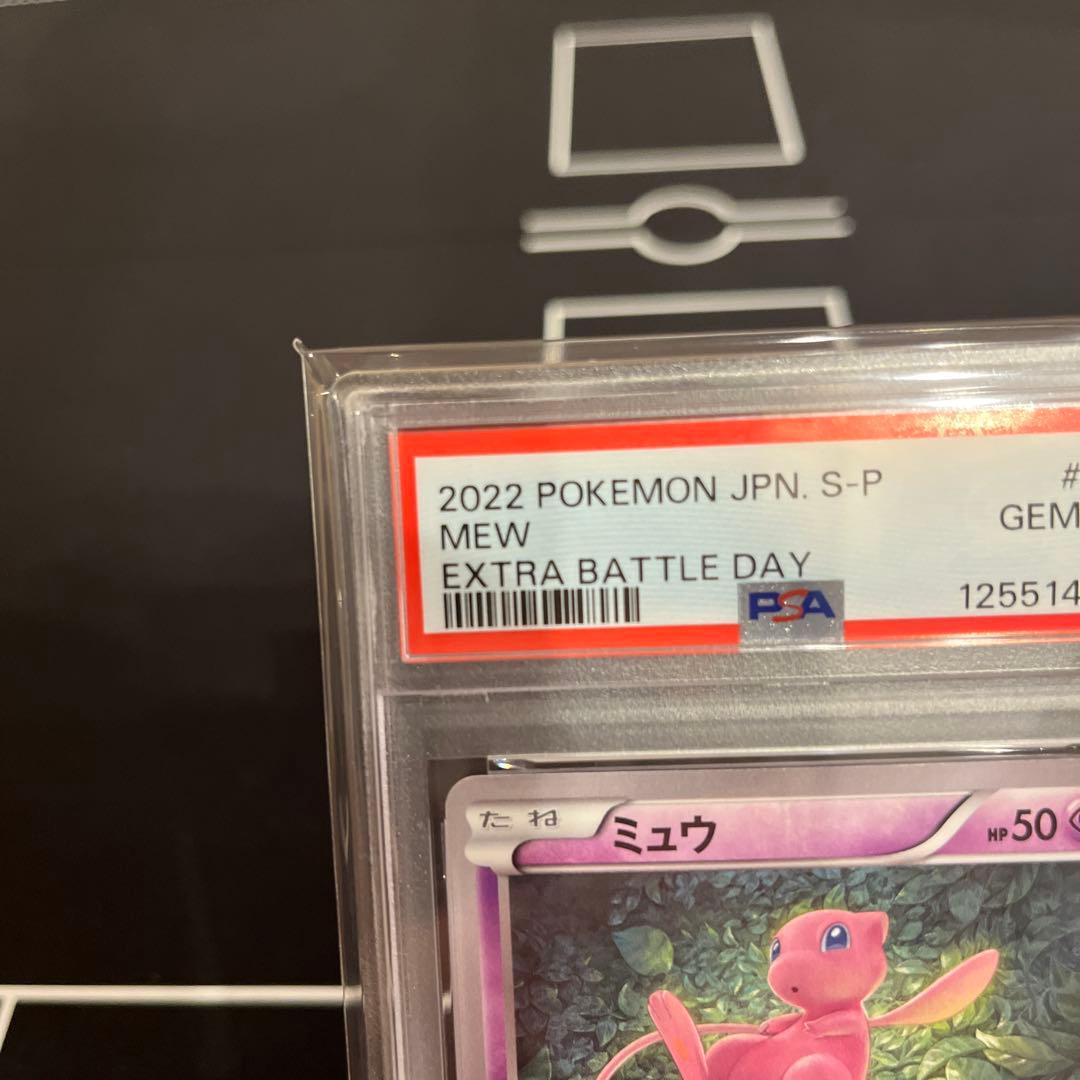 2022 POKEMON JPN. S-P #
MEW GEM
EXTRA BATTLE DAY
PSA 125514
たね ミュウ HP50